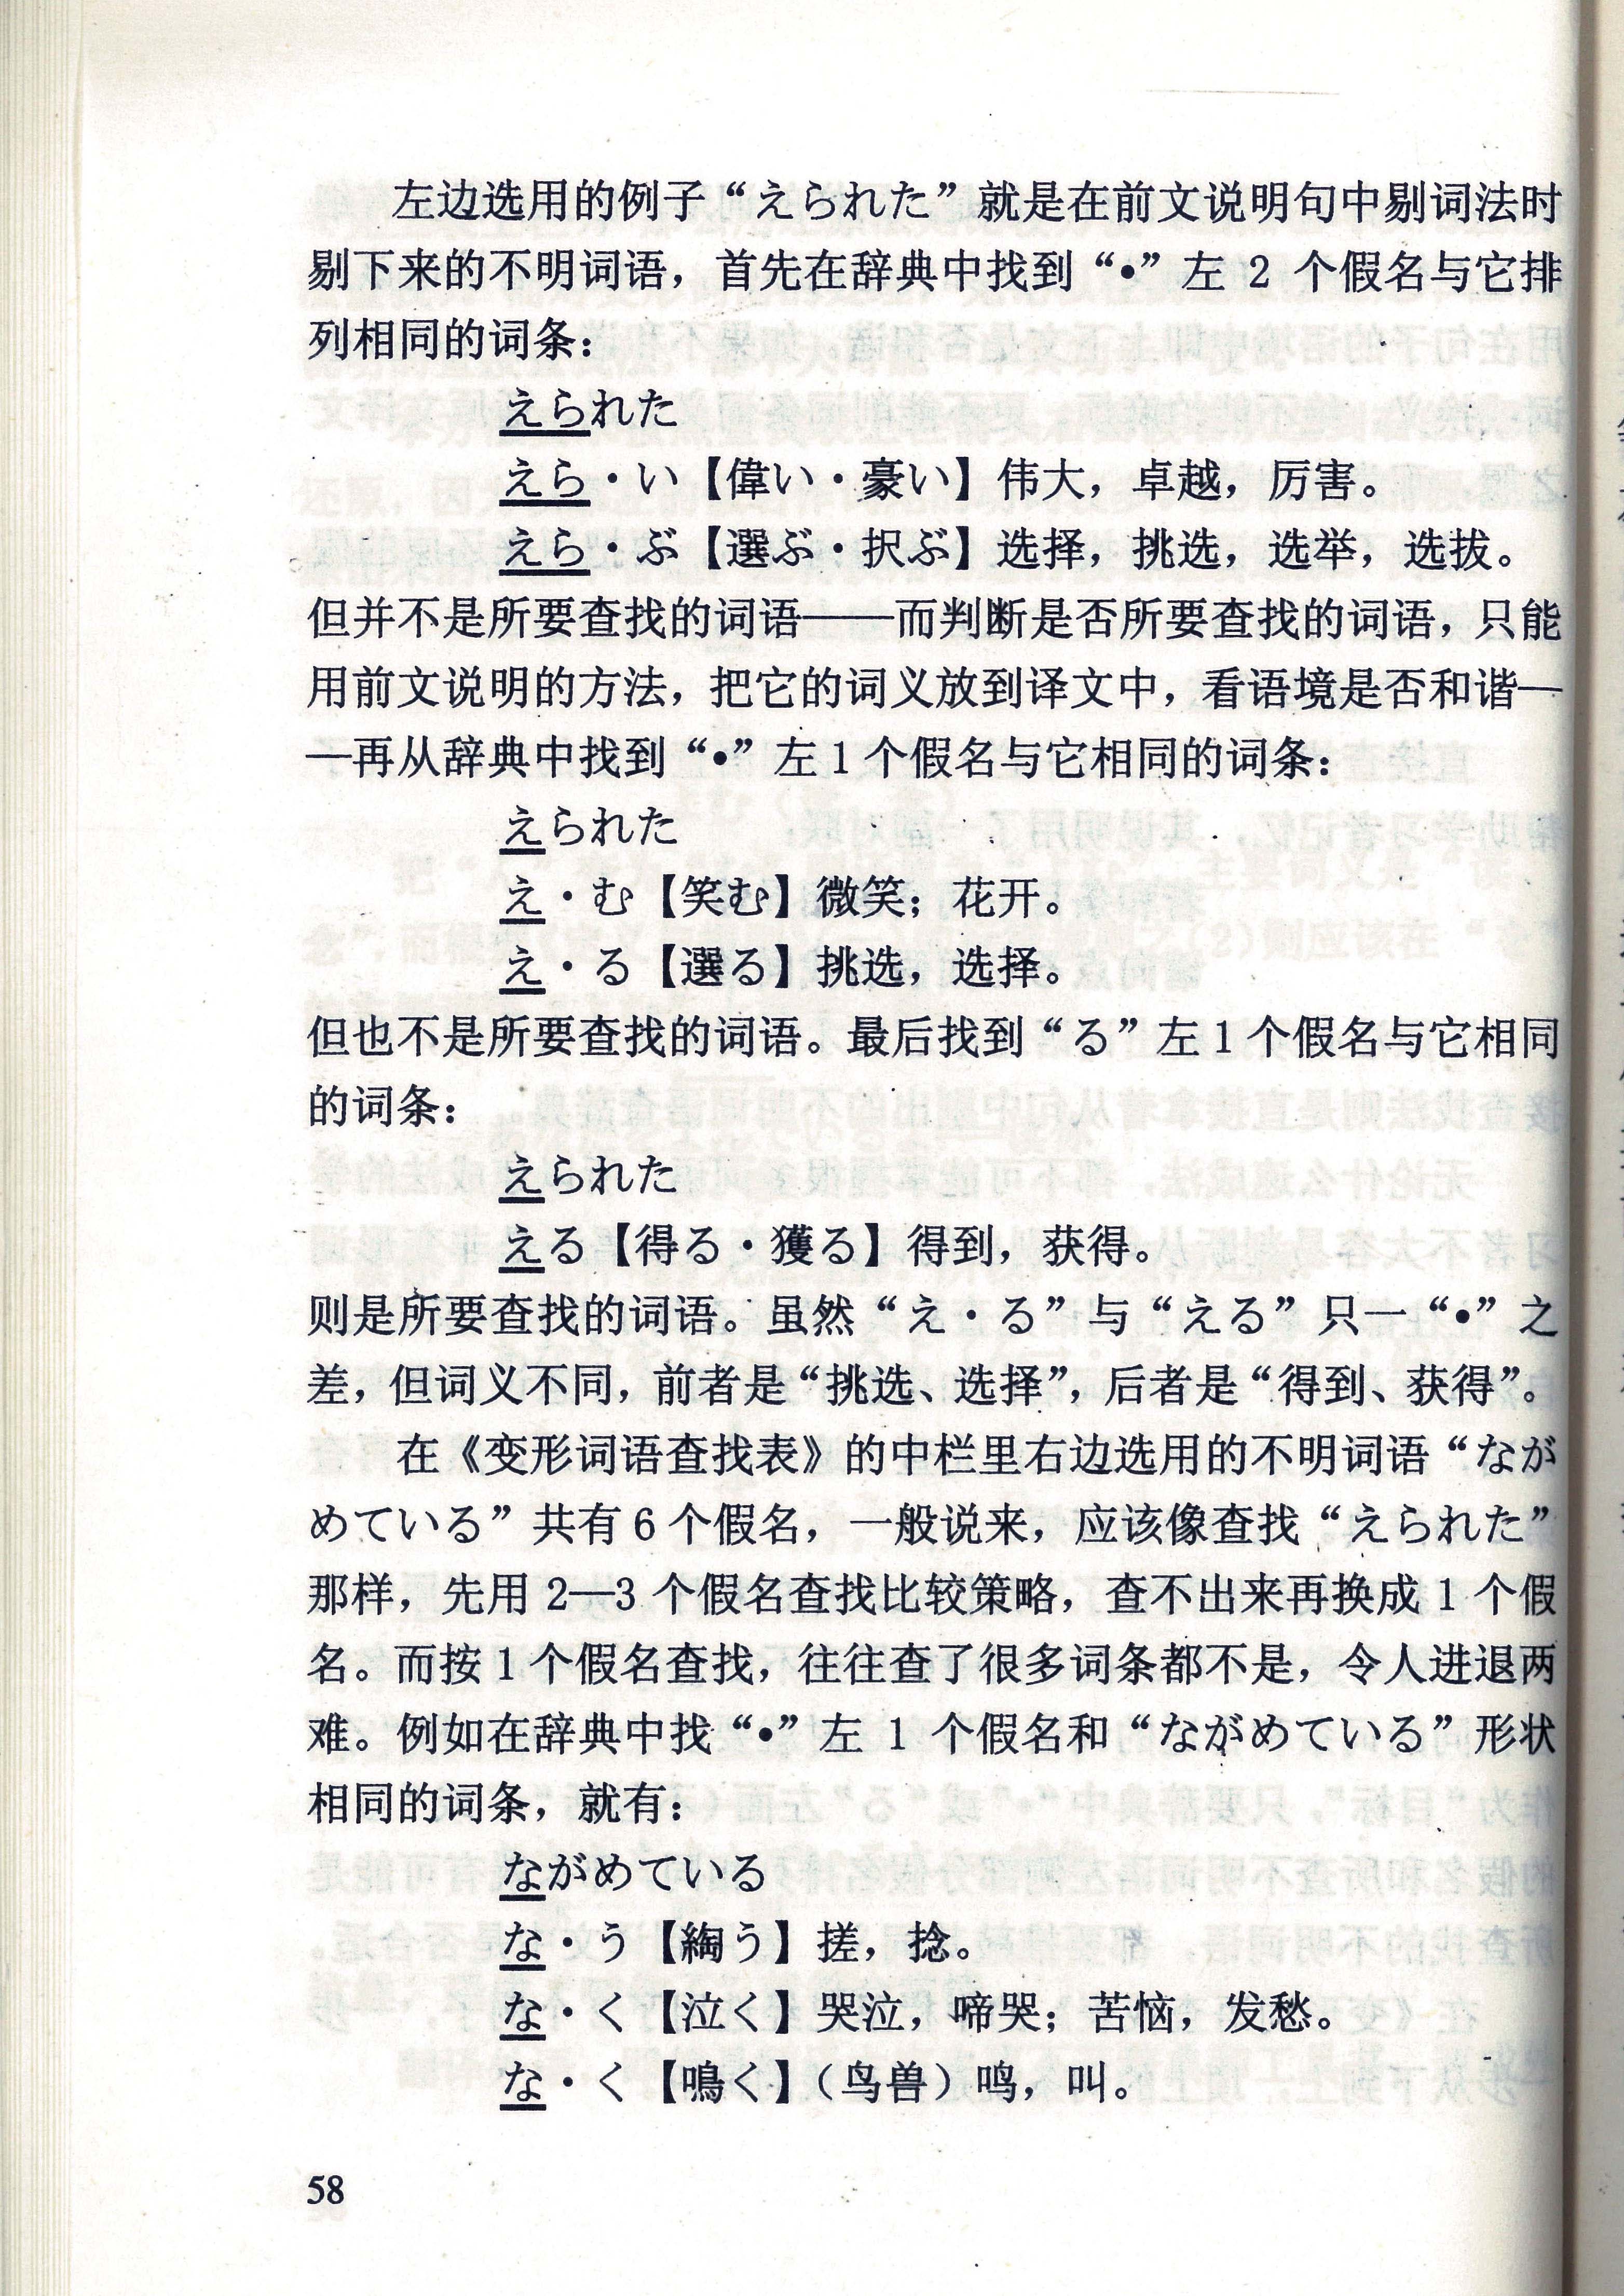 左边选用的例子“えられた”就是在前文说明句中剔词法时
剔下来的不明词语，首先在辞典中找到“•”左 2 个假名与它排
列相同的词条：
えられた
えら・い【偉い・豪い】伟大，卓越，厉害。
えら・ぶ【選ぶ・択ぶ】选择，挑选，选举，选拔。
但并不是所要查找的词语——而判断是否所要查找的词语，只能
用前文说明的方法，把它的词义放到译文中，看语境是否和谐—
—再从辞典中找到“•”左 1 个假名与它相同的词条：
えられた
え・む【笑む】微笑；花开。
え・る【選る】挑选，选择。
但也不是所要查找的词语。最后找到“る”左 1 个假名与它相同
的词条：
えられた
える【得る・獲る】得到，获得。
则是所要查找的词语。虽然“え・る”与“える”只一“•”之
差，但词义不同，前者是“挑选、选择”，后者是“得到、获得”。
在《变形词语查找表》的中栏里右边选用的不明词语“なが
めている”共有 6 个假名，一般说来，应该像查找“えられた”
那样，先用 2—3 个假名查找比较策略，查不出来再换成 1 个假
名。而按 1 个假名查找，往往查了很多词条都不是，令人进退两
难。例如在辞典中找“•”左 1 个假名和“ながめている”形状
相同的词条，就有：
ながめている
な・う【綯う】搓，捻。
な・く【泣く】哭泣，啼哭；苦恼，发愁。
な・く【鳴く】（鸟兽）鸣，叫。
58